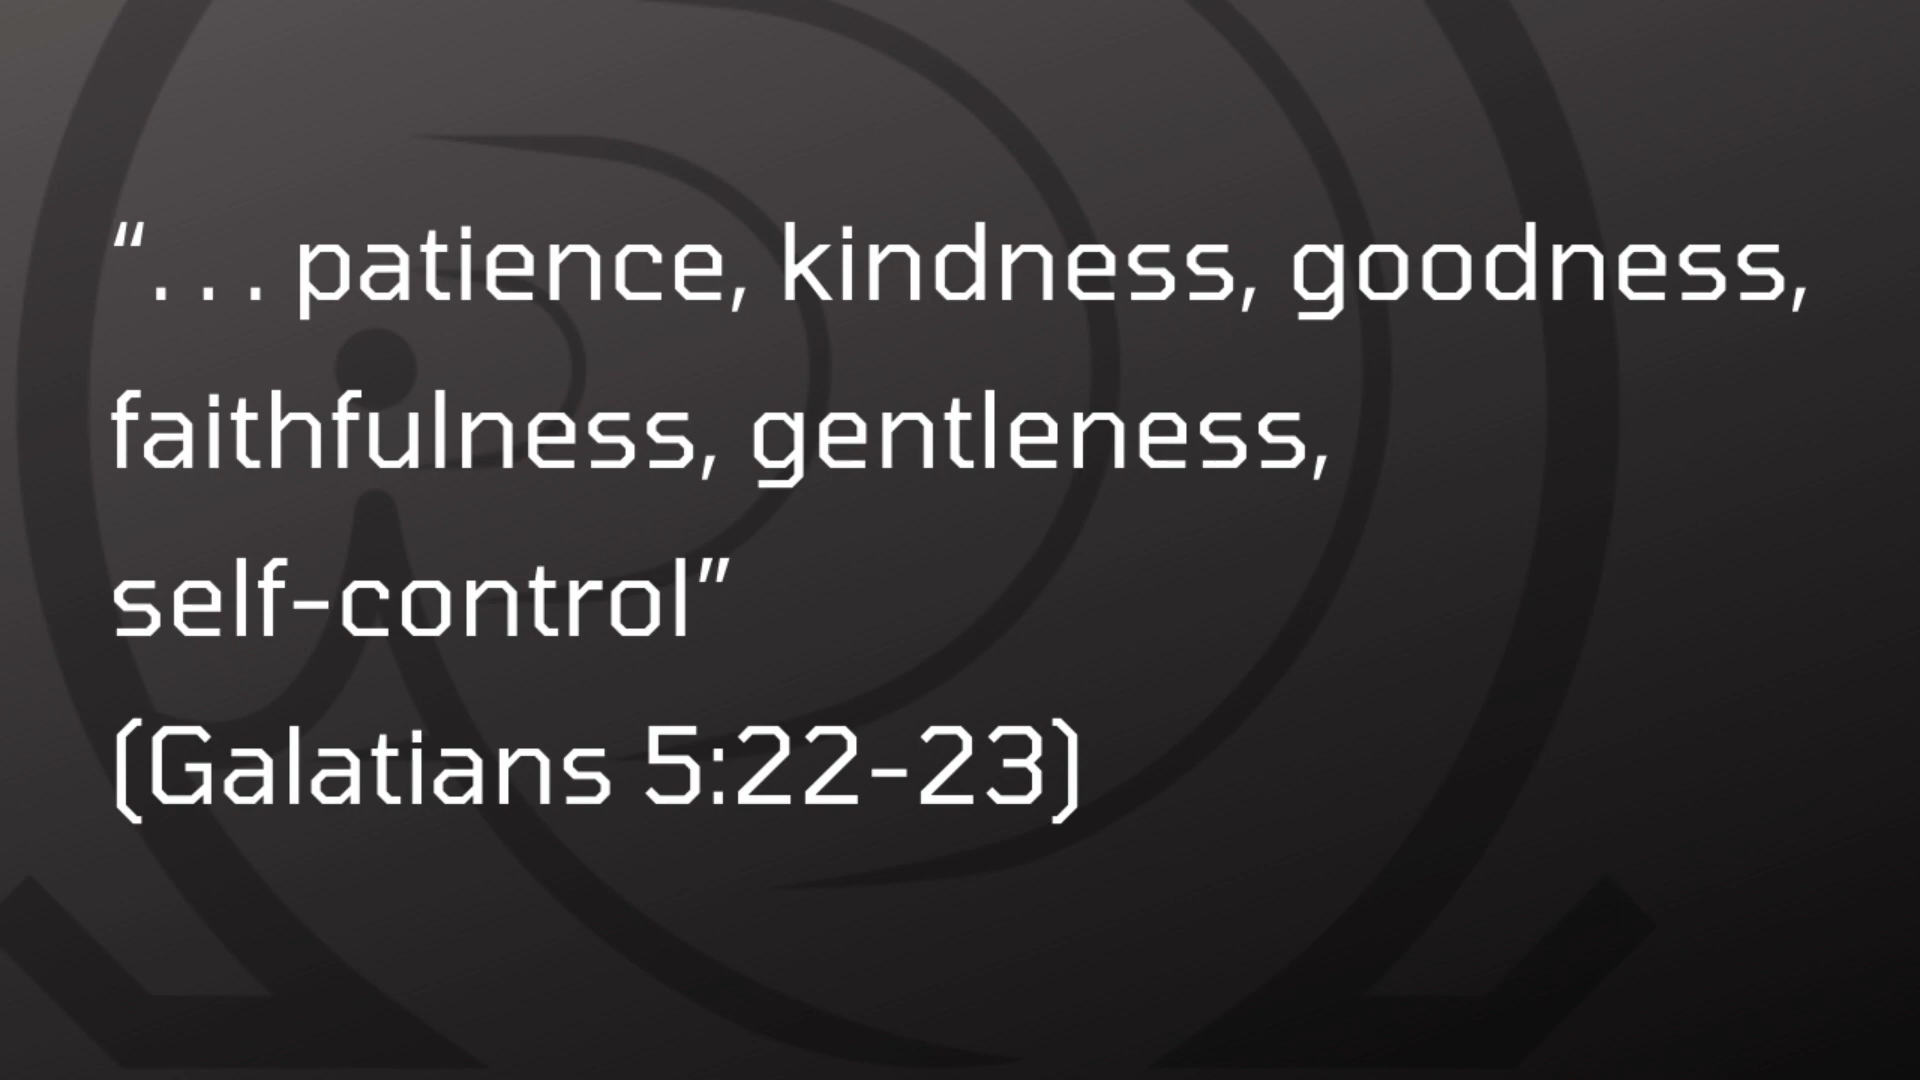 “. . . patience, kindness, goodness,
faithfulness, gentleness,
self-control”
(Galatians 5:22-23)